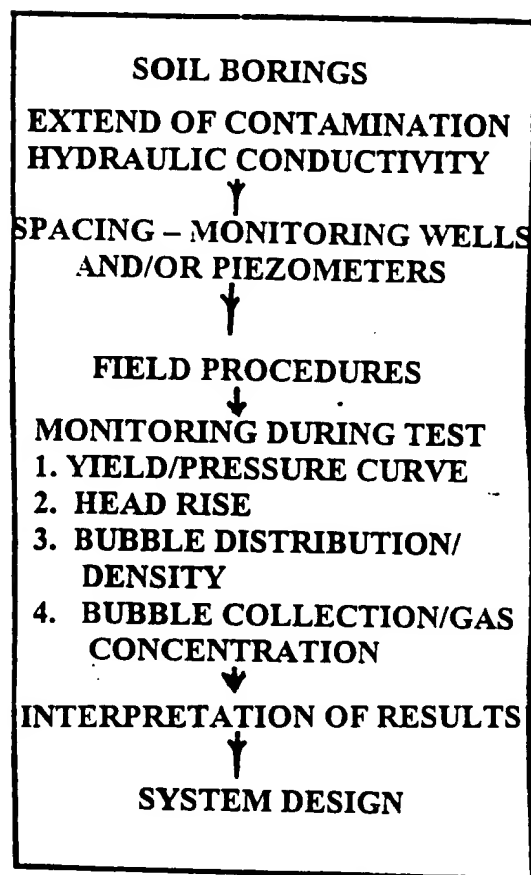 SOIL BORINGS
EXTEND OF CONTAMINATION
HYDRAULIC CONDUCTIVITY
SPACING – MONITORING WELLS
AND/OR PIEZOMETERS
FIELD PROCEDURES
MONITORING DURING TEST
1. YIELD/PRESSURE CURVE
2. HEAD RISE
3. BUBBLE DISTRIBUTION/
DENSITY
4. BUBBLE COLLECTION/GAS
CONCENTRATION
INTERPRETATION OF RESULTS
SYSTEM DESIGN